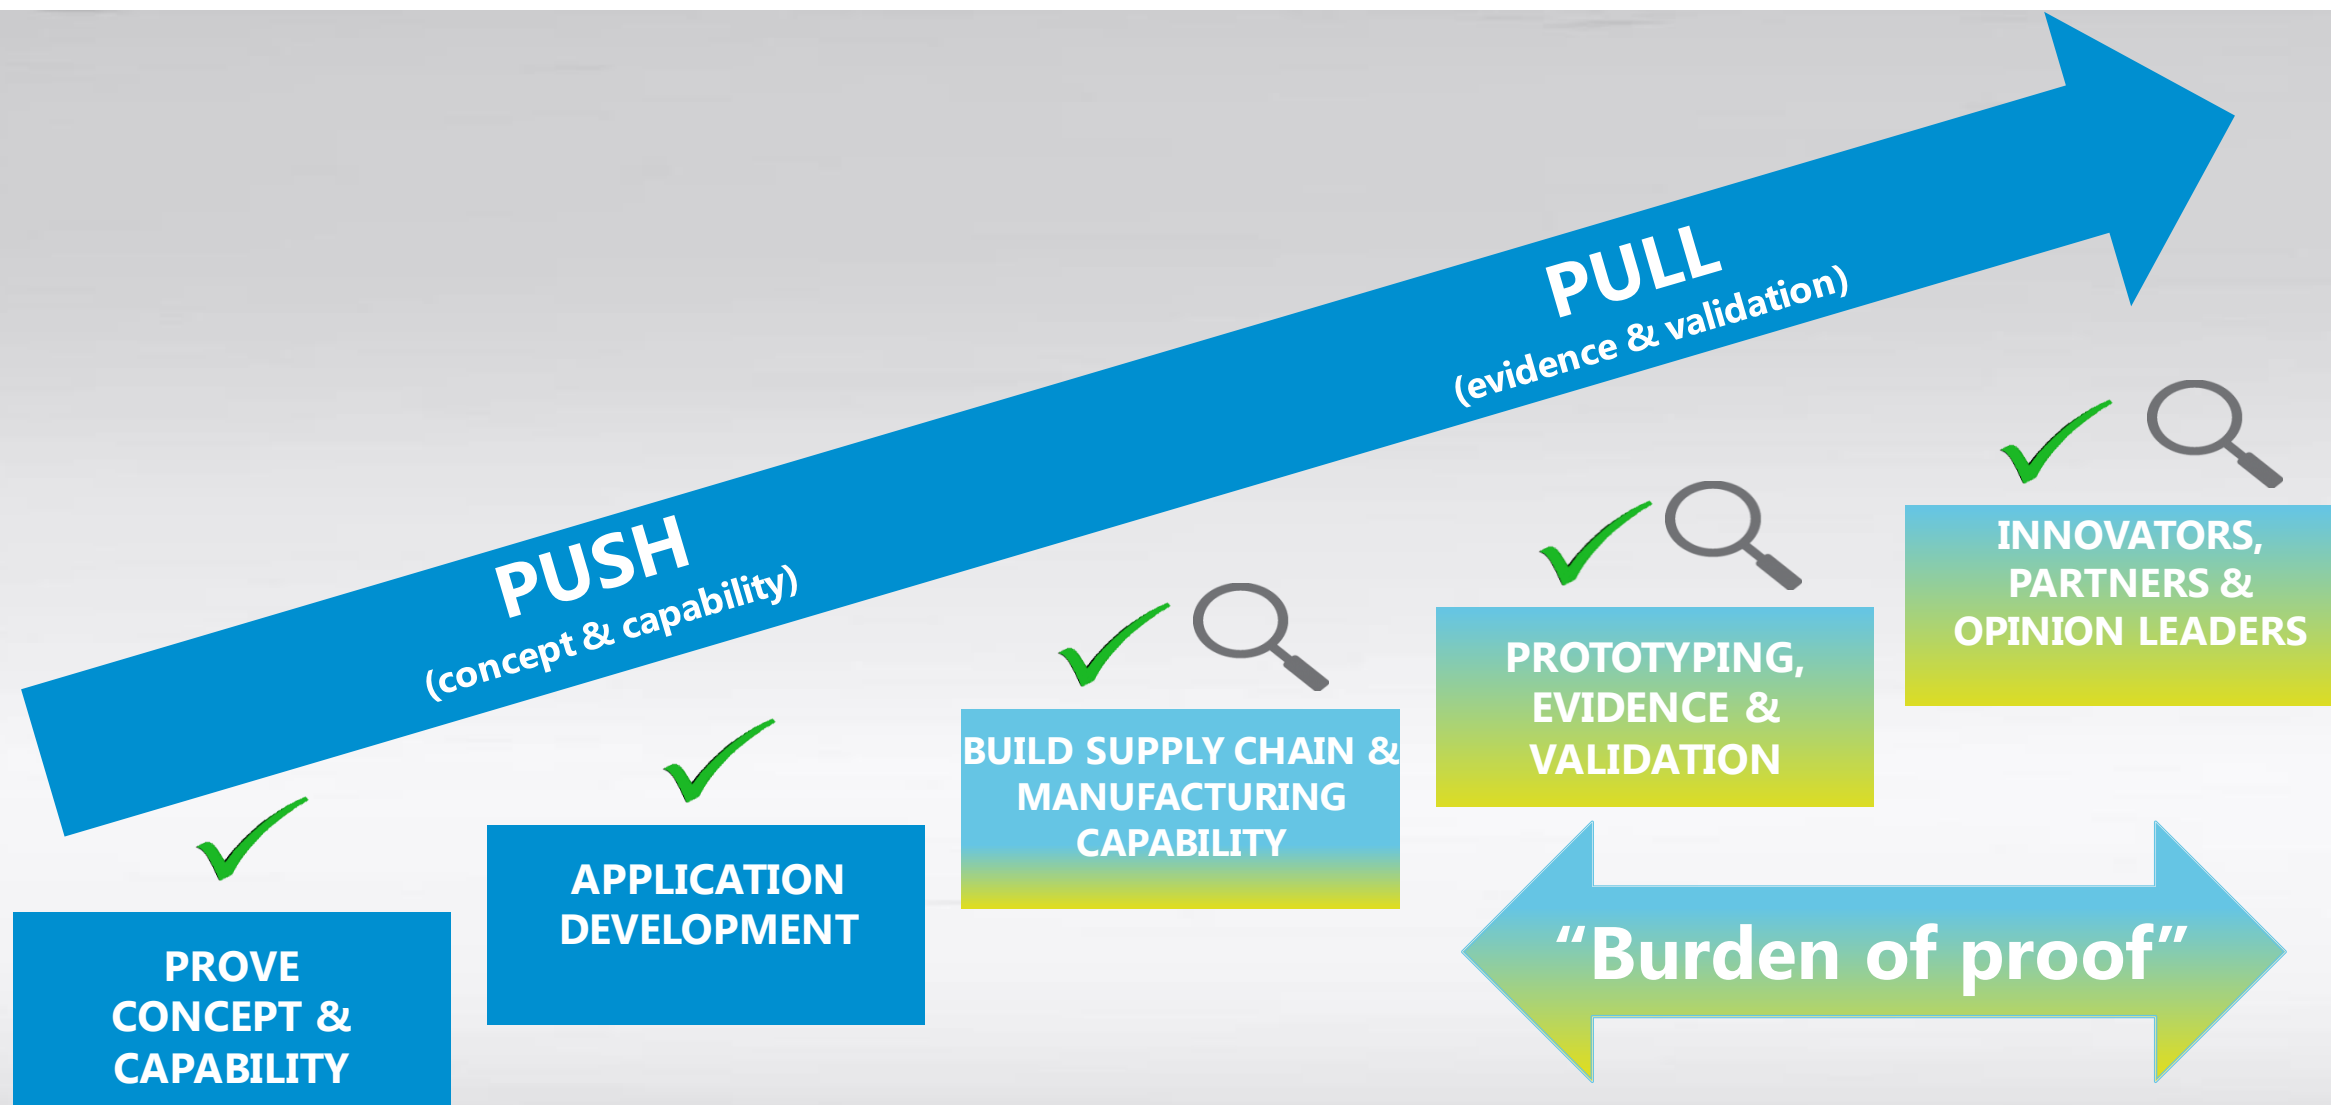 PULL
(evidence & validation)
PUSH
(concept & capability)
PROVE
CONCEPT &
CAPABILITY
APPLICATION
DEVELOPMENT
BUILD SUPPLY CHAIN &
MANUFACTURING
CAPABILITY
PROTOTYPING,
EVIDENCE &
VALIDATION
INNOVATORS,
PARTNERS &
OPINION LEADERS
“Burden of proof”